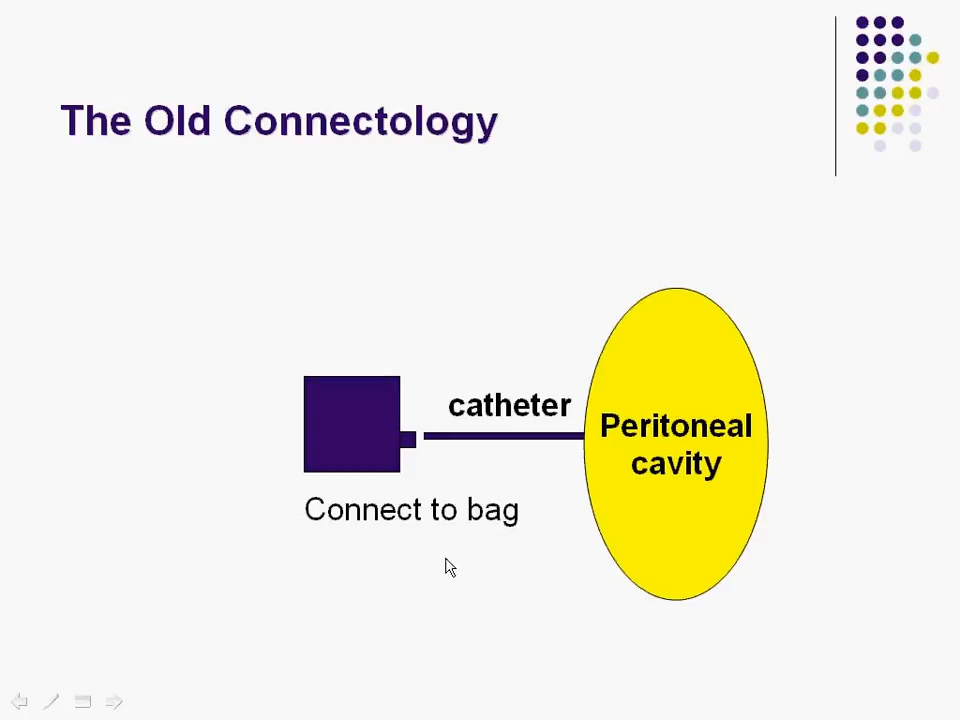 The Old Connectology
catheter
Peritoneal
cavity
Connect to bag